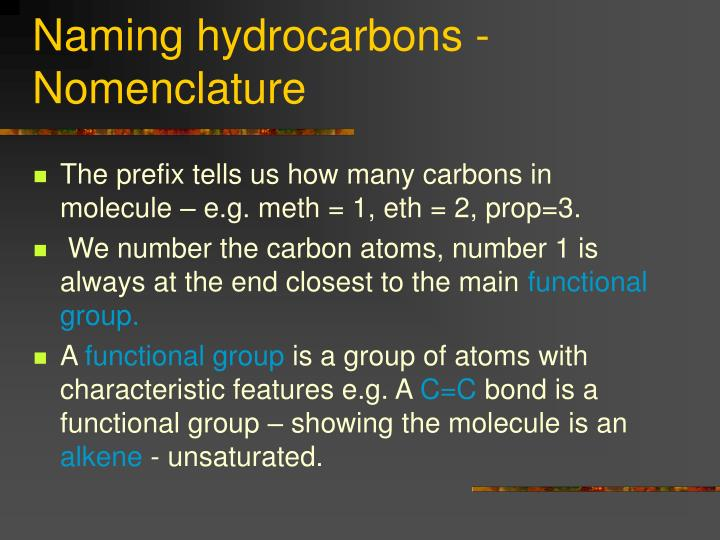 Naming hydrocarbons -
Nomenclature
The prefix tells us how many carbons in
molecule – e.g. meth = 1, eth = 2, prop=3.
We number the carbon atoms, number 1 is
always at the end closest to the main functional
group.
A functional group is a group of atoms with
characteristic features e.g. A C=C bond is a
functional group – showing the molecule is an
alkene - unsaturated.